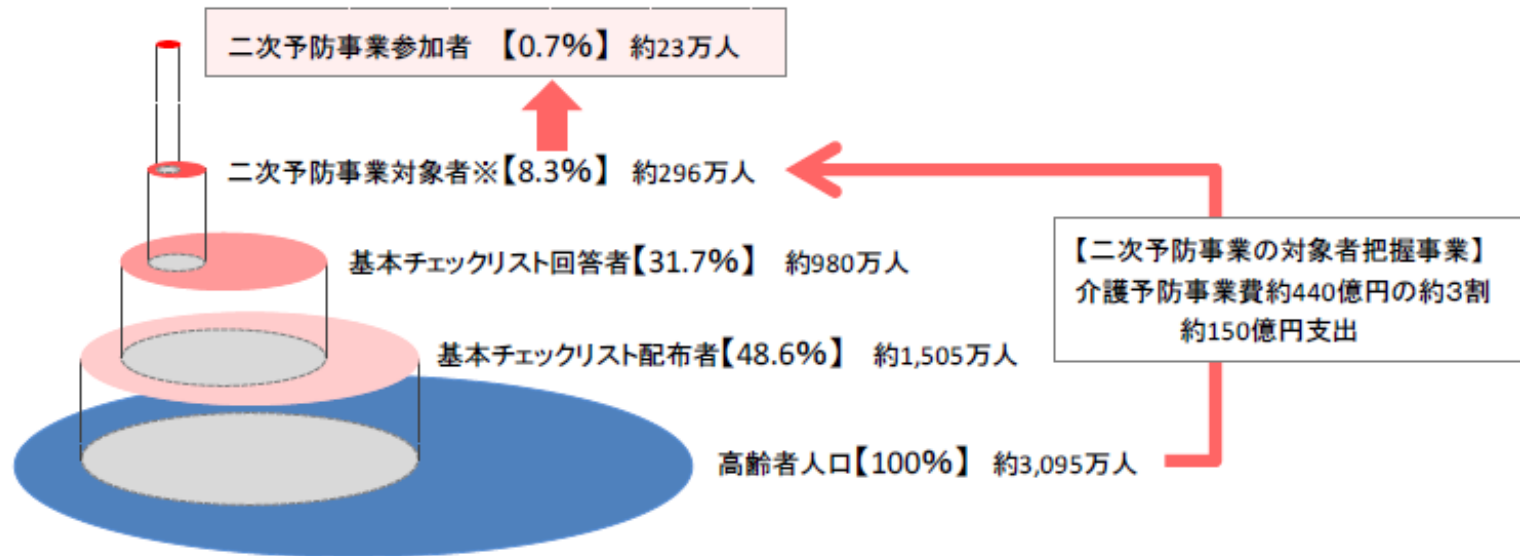 二次予防事業参加者 【0.7%】 約23万人
二次予防事業対象者※【8.3%】 約296万人
基本チェックリスト回答者【31.7%】 約980万人
基本チェックリスト配布者【48.6%】 約1,505万人
高齢者人口【100%】 約3,095万人
【二次予防事業の対象者把握事業】
介護予防事業費約440億円の約3割
約150億円支出